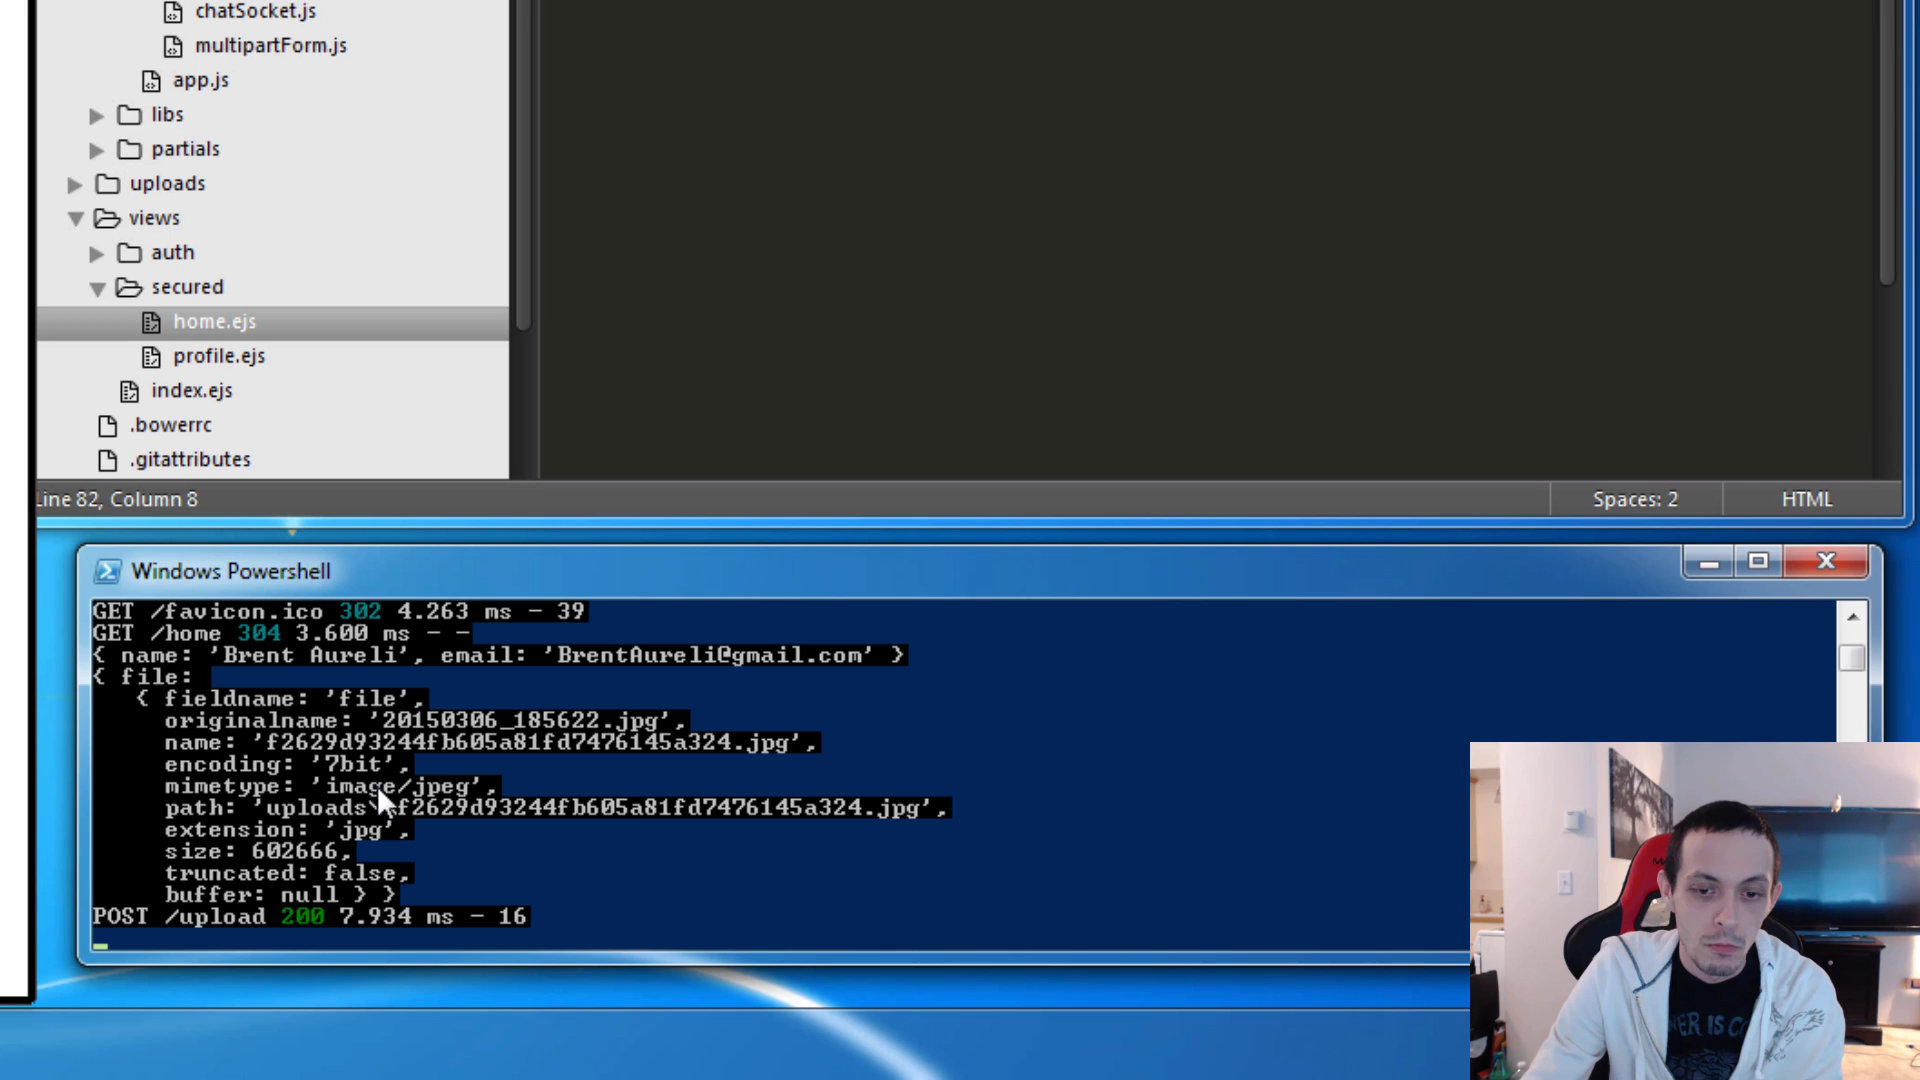 chatSocket.js
multipartForm.js
app.js
libs
partials
uploads
views
auth
secured
home.ejs
profile.ejs
index.ejs
.bowerrc
.gitattributes
Line 82, Column 8
Spaces: 2
HTML
Windows Powershell
GET /favicon.ico 302 4.263 ms - 39
GET /home 304 3.600 ms - -
{ name: 'Brent Aureli', email: 'BrentAureli@gmail.com' }
{ file:
{ fieldname: 'file',
originalname: '20150306_185622.jpg',
name: 'f2629d93244fb605a81fd7476145a324.jpg',
encoding: '7bit',
mimetype: 'image/jpeg',
path: 'uploads\\f2629d93244fb605a81fd7476145a324.jpg',
extension: 'jpg',
size: 602666,
truncated: false,
buffer: null } }
POST /upload 200 7.934 ms - 16